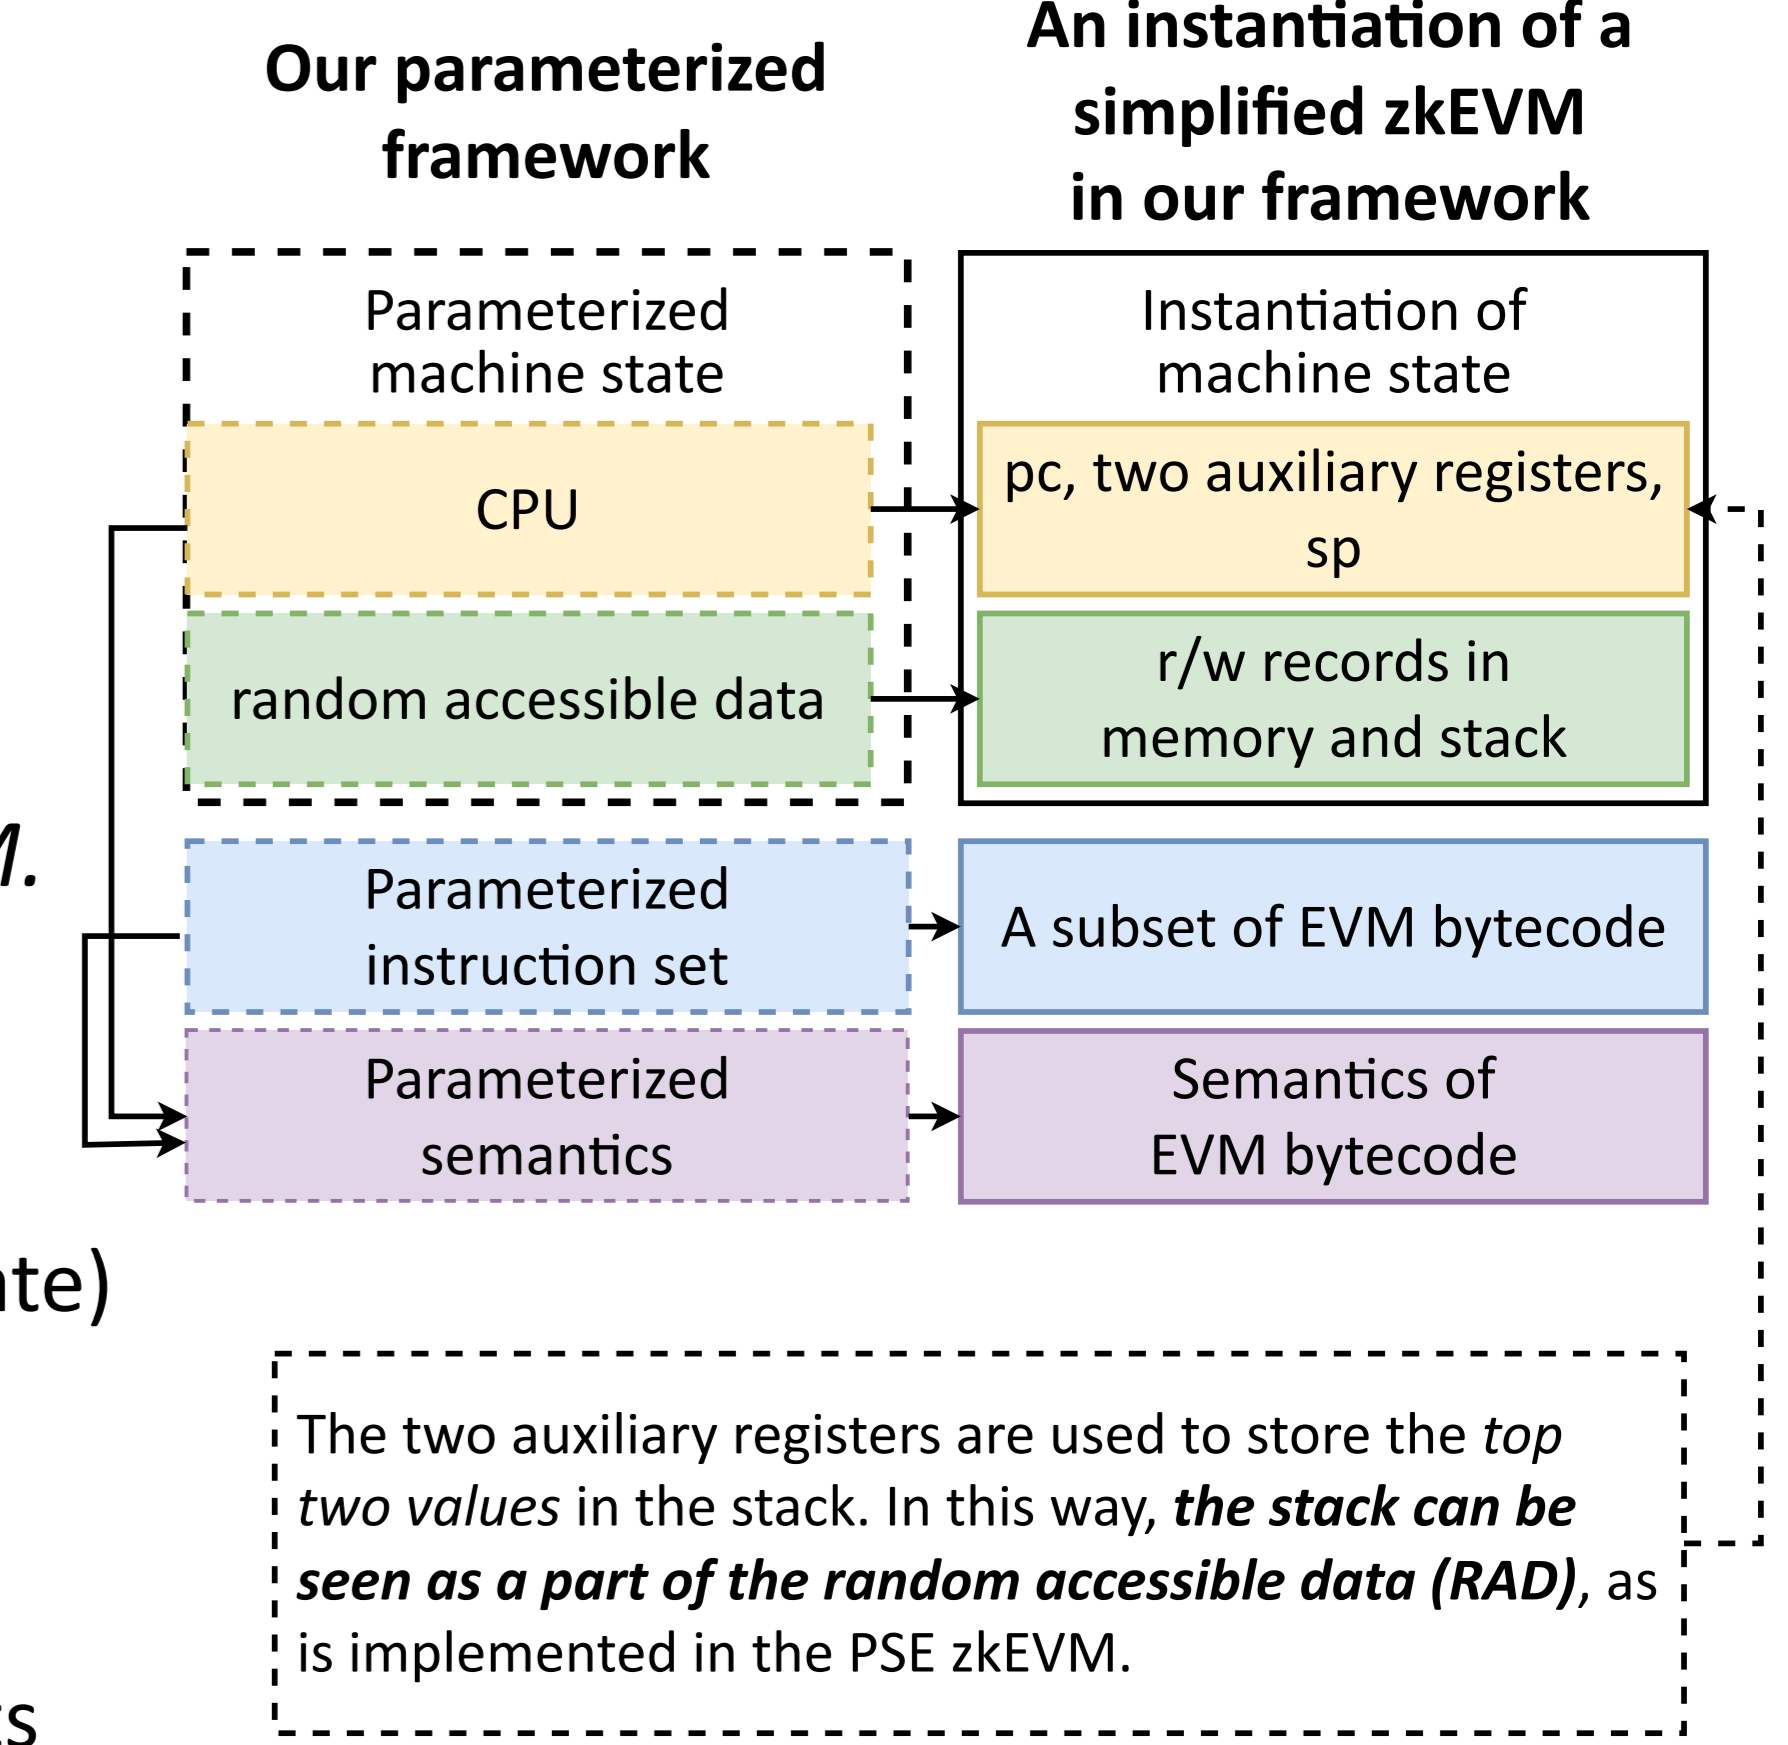 Our parameterized
framework
An instantiation of a
simplified zkEVM
in our framework
Parameterized
machine state
CPU
random accessible data
Parameterized
instruction set
Parameterized
semantics
Instantiation of
machine state
pc, two auxiliary registers,
sp
r/w records in
memory and stack
A subset of EVM bytecode
Semantics of
EVM bytecode
The two auxiliary registers are used to store the top
two values in the stack. In this way, the stack can be
seen as a part of the random accessible data (RAD), as
is implemented in the PSE zkEVM.